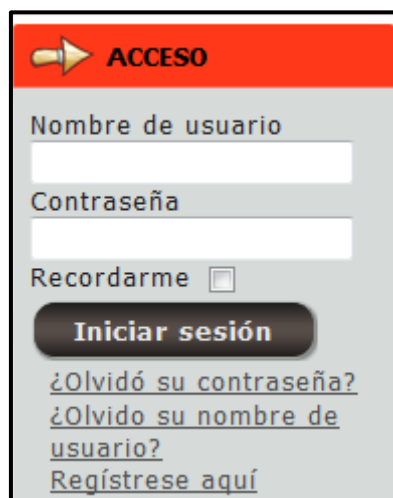 ACCESO
Nombre de usuario
Contraseña
Recordarme
Iniciar sesión
¿Olvidó su contraseña?
¿Olvido su nombre de
usuario?
Regístrese aquí